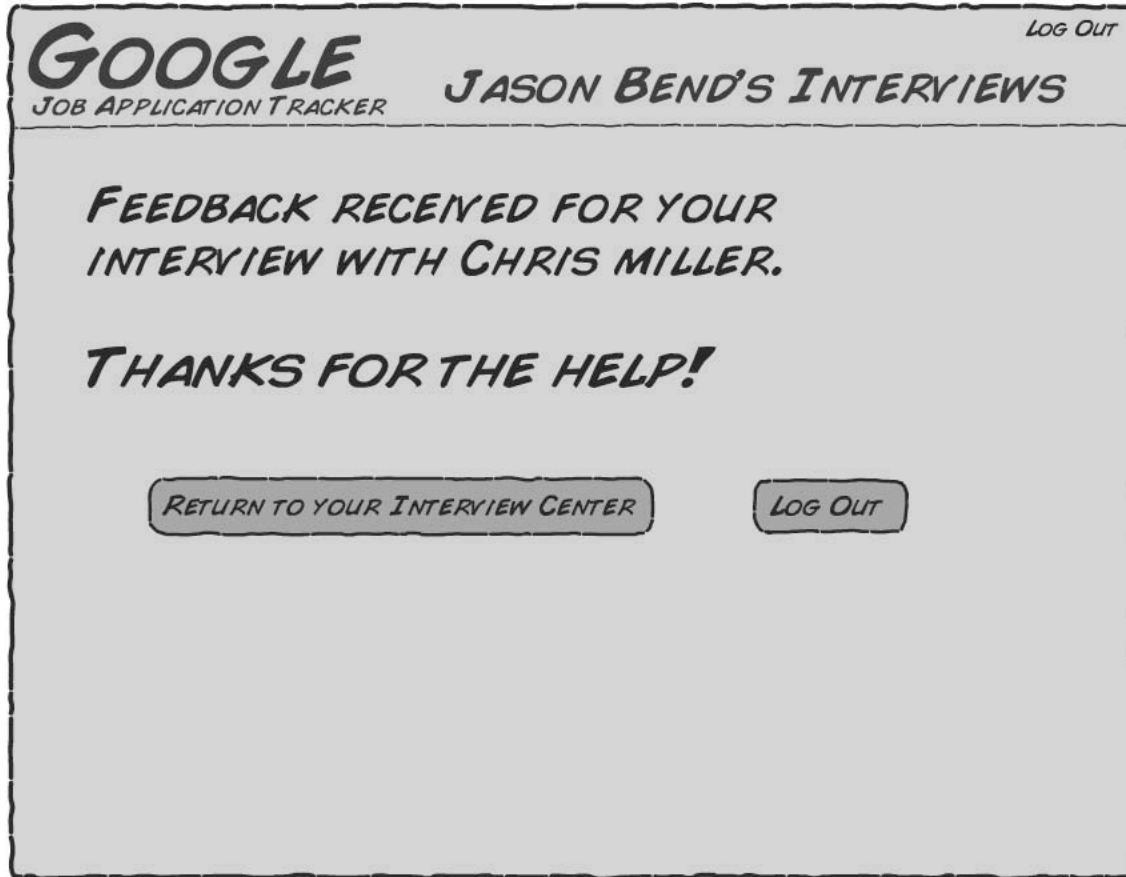 Log Out
Google
Job Application Tracker
Jason Bend's Interviews
Feedback received for your
interview with Chris miller.
Thanks for the help!
Return to your Interview Center
Log Out